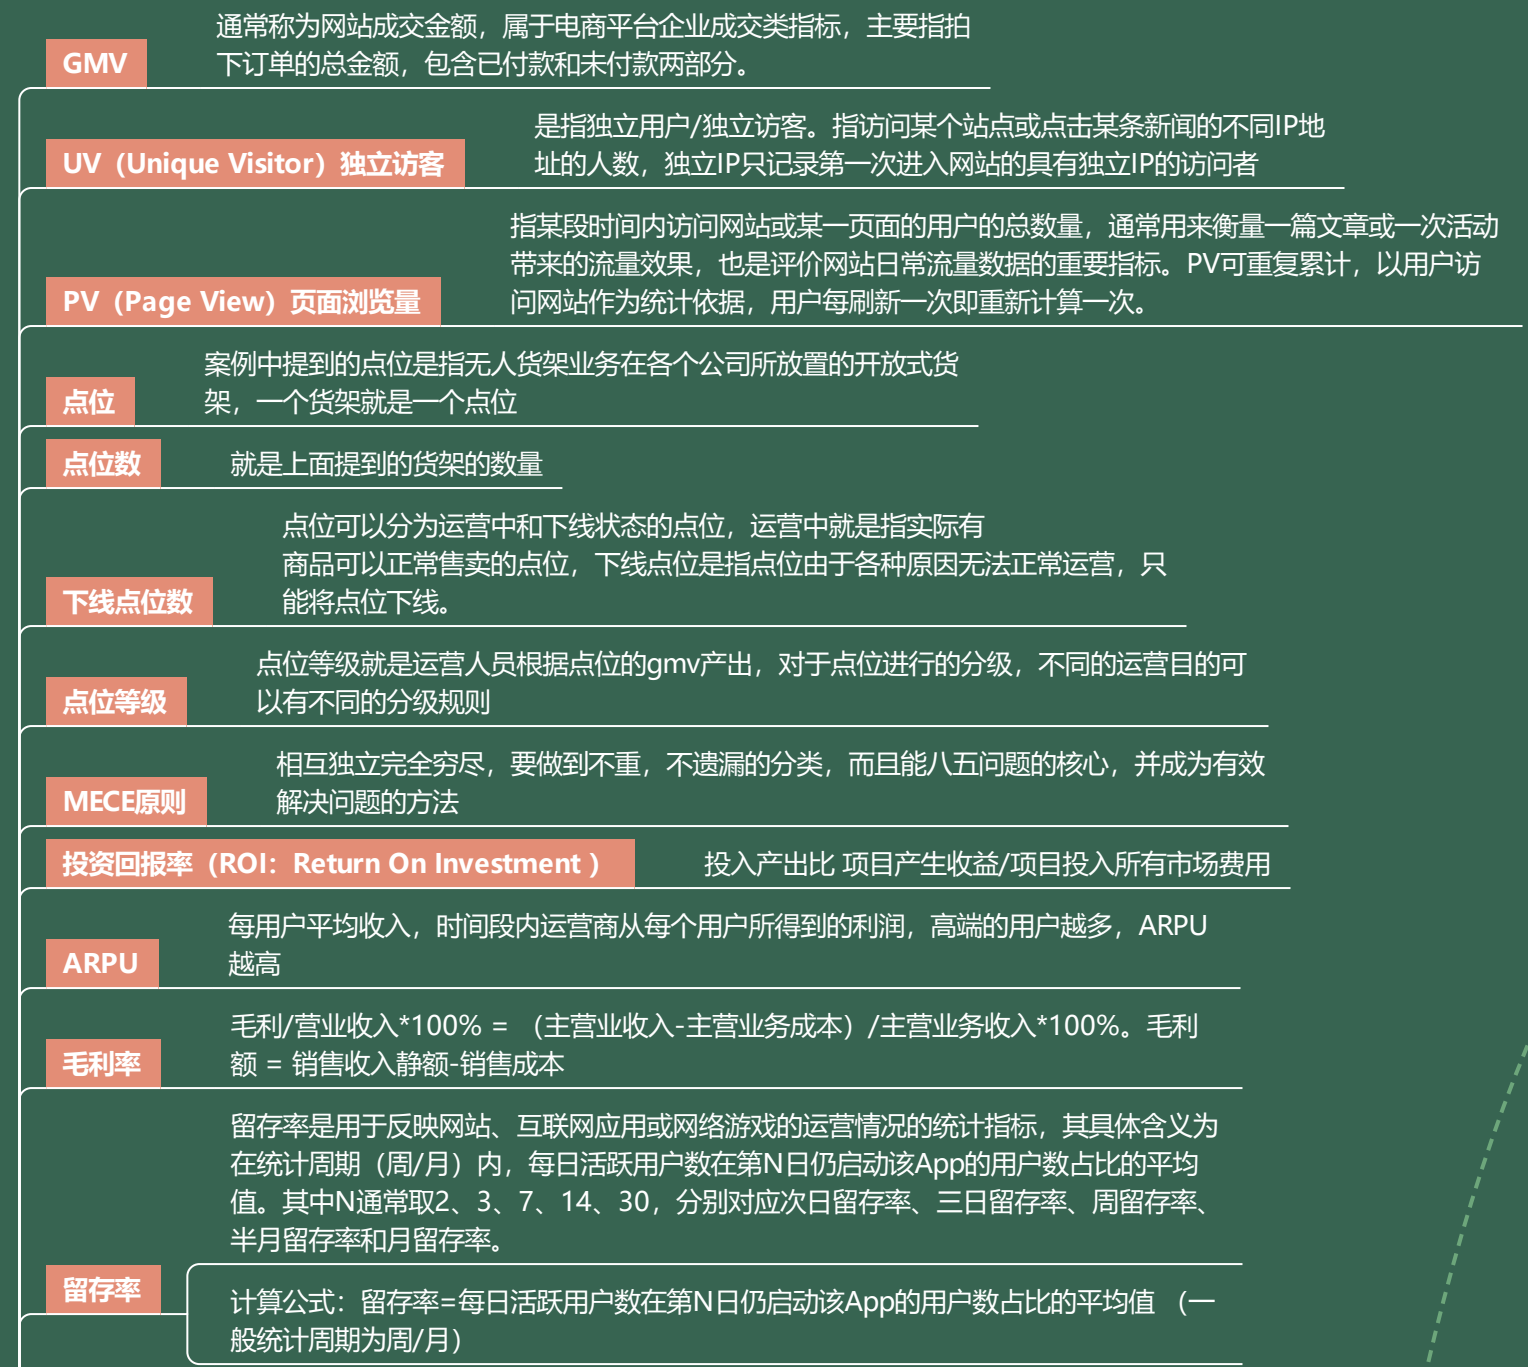 通常称为网站成交金额，属于电商平台企业成交类指标，主要指拍
GMV
下订单的总金额，包含已付款和未付款两部分。
是指独立用户/独立访客。指访问某个站点或点击某条新闻的不同IP地
UV（Unique Visitor）独立访客
址的人数，独立IP只记录第一次进入网站的具有独立IP的访问者
指某段时间内访问网站或某一页面的用户的总数量，通常用来衡量一篇文章或一次活动
带来的流量效果，也是评价网站日常流量数据的重要指标。PV可重复累计，以用户访
PV（Page View）页面浏览量
问网站作为统计依据，用户每刷新一次即重新计算一次。
案例中提到的点位是指无人货架业务在各个公司所放置的开放式货
点位
架，一个货架就是一个点位
点位数
就是上面提到的货架的数量
点位可以分为运营中和下线状态的点位，运营中就是指实际有
商品可以正常售卖的点位，下线点位是指点位由于各种原因无法正常运营，只
下线点位数
能将点位下线。
点位等级就是运营人员根据点位的gmv产出，对于点位进行的分级，不同的运营目的可
点位等级
以有不同的分级规则
相互独立完全穷尽，要做到不重，不遗漏的分类，而且能八五问题的核心，并成为有效
MECE原则
解决问题的方法
投资回报率（ROI：Return On Investment ）
投入产出比 项目产生收益/项目投入所有市场费用
每用户平均收入，时间段内运营商从每个用户所得到的利润，高端的用户越多，ARPU
ARPU
越高
毛利/营业收入*100% = （主营业收入-主营业务成本）/主营业务收入*100%。毛利
毛利率
额 = 销售收入静额-销售成本
留存率是用于反映网站、互联网应用或网络游戏的运营情况的统计指标，其具体含义为
在统计周期（周/月）内，每日活跃用户数在第N日仍启动该App的用户数占比的平均
值。其中N通常取2、3、7、14、30，分别对应次日留存率、三日留存率、周留存率、
半月留存率和月留存率。
留存率
计算公式：留存率=每日活跃用户数在第N日仍启动该App的用户数占比的平均值 （一
般统计周期为周/月）